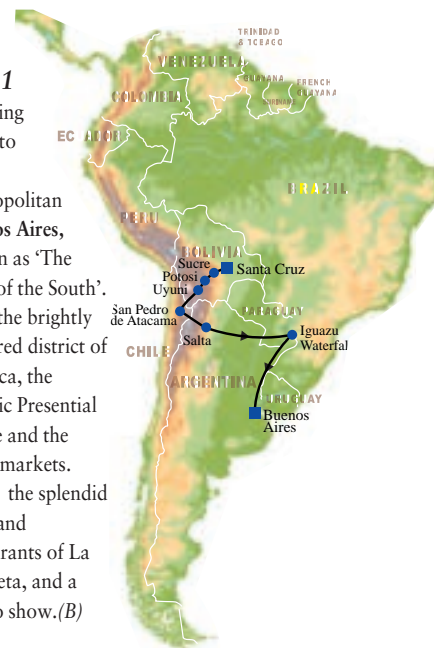 1
ing
to
opolitan
os Aires,
n as ‘The
of the South’.
the brightly
red district of
ca, the
ic Presential
e and the
markets.
the splendid
and
rants of La
eta, and a
o show.(B)
TRINIDAD
& TOBAGO
VENEZUELA
GUYANA
FRENCH
GUYANA
SURINAME
COLOMBIA
ECUADOR
BRAZIL
PERU
BOLIVIA
Sucre
Potosi
Uyuni
Santa Cruz
PARAGUAY
San Pedro
de Atacama
Salta
Iguazu
Waterfal
CHILE
ARGENTINA
URUGUAY
Buenos
Aires